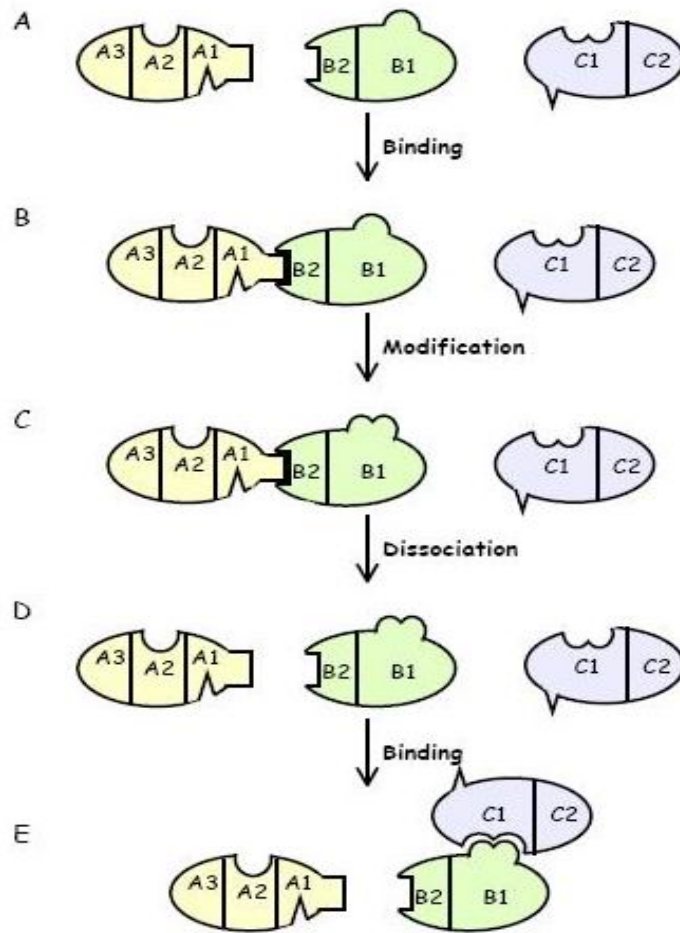 A
A3 A2 A1 B2 B1 C1 C2
Binding
B
A3 A2 A1 B2 B1 C1 C2
Modification
C
A3 A2 A1 B2 B1 C1 C2
Dissociation
D
A3 A2 A1 B2 B1 C1 C2
Binding
C1 C2
E
A3 A2 A1 B2 B1